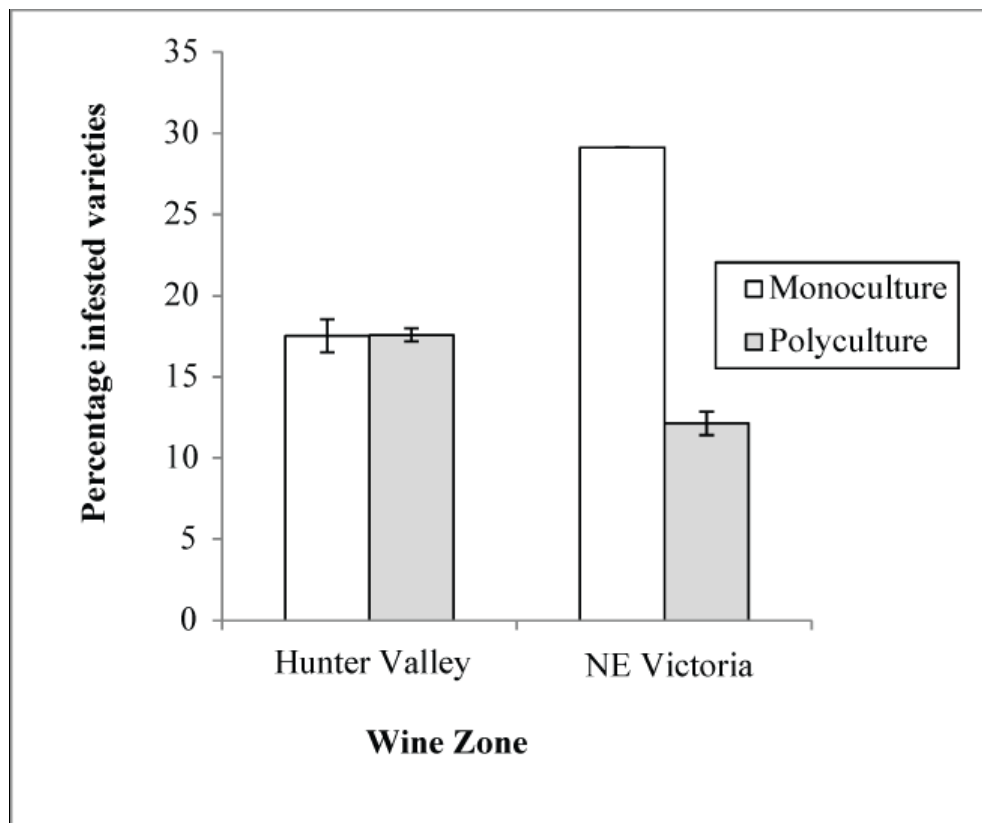 Percentage infested varieties
35
30
25
20
15
10
5
0
Monoculture
Polyculture
Hunter Valley
NE Victoria
Wine Zone